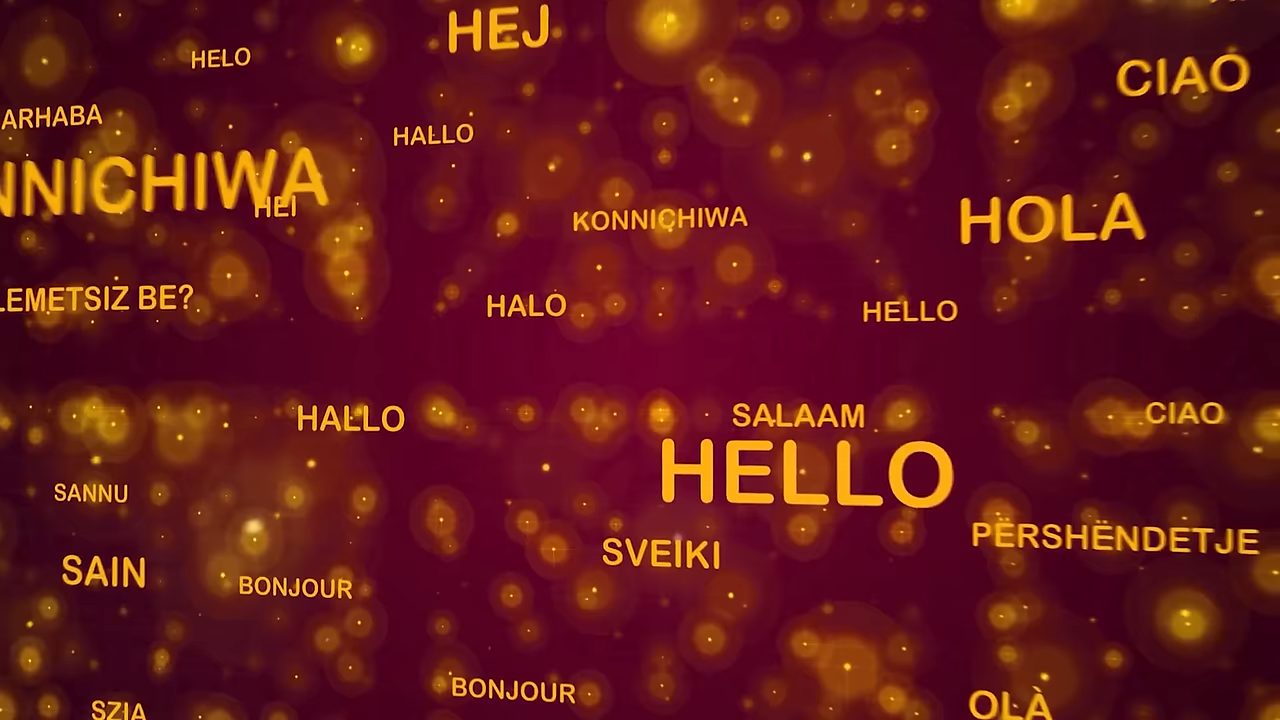 HEJ
HELO
CIAO
ARHABA
HALLO
NNICHIWA
HEI
KONNICHIWA
HOLA
LEMETSIZ BE?
HALO
HELLO
HALLO
SALAAM
CIAO
HELLO
SANNU
PËRSHËNDETJE
SVEIKI
SAIN
BONJOUR
BONJOUR
OLÀ
SZIA